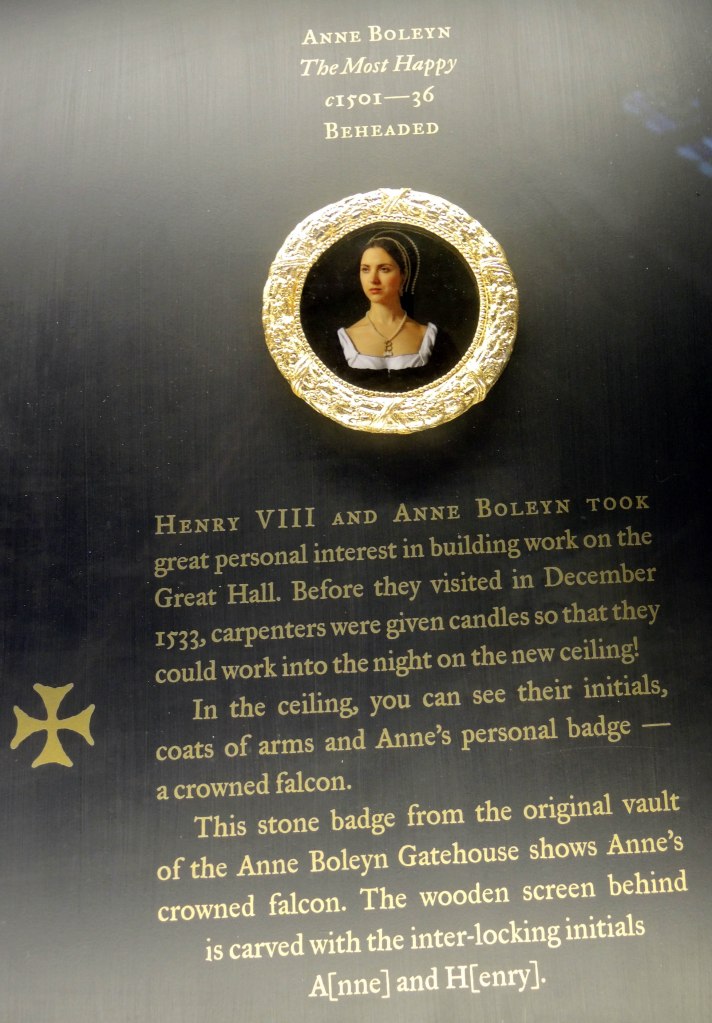 ANNE BOLEYN
The Most Happy
c1501—36
BEHEADED
HENRY VIII AND ANNE BOLEYN TOOK
great personal interest in building work on the
Great Hall. Before they visited in December
1533, carpenters were given candles so that they
could work into the night on the new ceiling!
In the ceiling, you can see their initials,
coats of arms and Anne's personal badge —
a crowned falcon.
This stone badge from the original vault
of the Anne Boleyn Gatehouse shows Anne's
crowned falcon. The wooden screen behind
is carved with the inter-locking initials
A[nne] and H[enry].